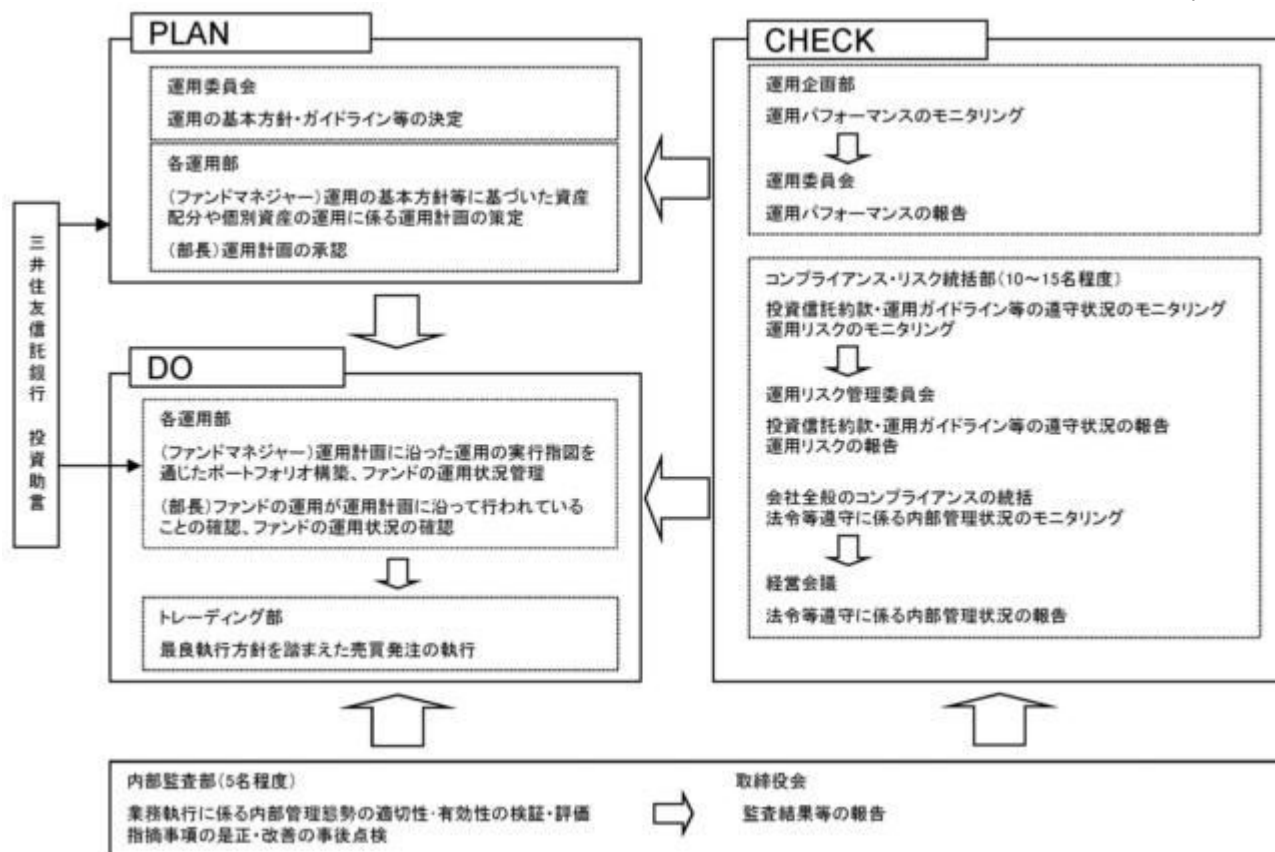 PLAN
運用委員会
運用の基本方針・ガイドライン等の決定
各運用部
(ファンドマネジャー)運用の基本方針等に基づいた資産
配分や個別資産の運用に係る運用計画の策定
(部長)運用計画の承認
三井住友信託銀行 投資助言
DO
各運用部
(ファンドマネジャー)運用計画に沿った運用の実行指図を
通じたポートフォリオ構築、ファンドの運用状況管理
(部長)ファンドの運用が運用計画に沿って行われている
ことの確認、ファンドの運用状況の確認
トレーディング部
最良執行方針を踏まえた売買発注の執行
CHECK
運用企画部
運用パフォーマンスのモニタリング
運用委員会
運用パフォーマンスの報告
コンプライアンス・リスク統括部(10～15名程度)
投資信託約款・運用ガイドライン等の遵守状況のモニタリング
運用リスクのモニタリング
運用リスク管理委員会
投資信託約款・運用ガイドライン等の遵守状況の報告
運用リスクの報告
会社全般のコンプライアンスの統括
法令等遵守に係る内部管理状況のモニタリング
経営会議
法令等遵守に係る内部管理状況の報告
内部監査部(5名程度)
業務執行に係る内部管理態勢の適切性・有効性の検証・評価
指摘事項の是正・改善の事後点検
取締役会
監査結果等の報告